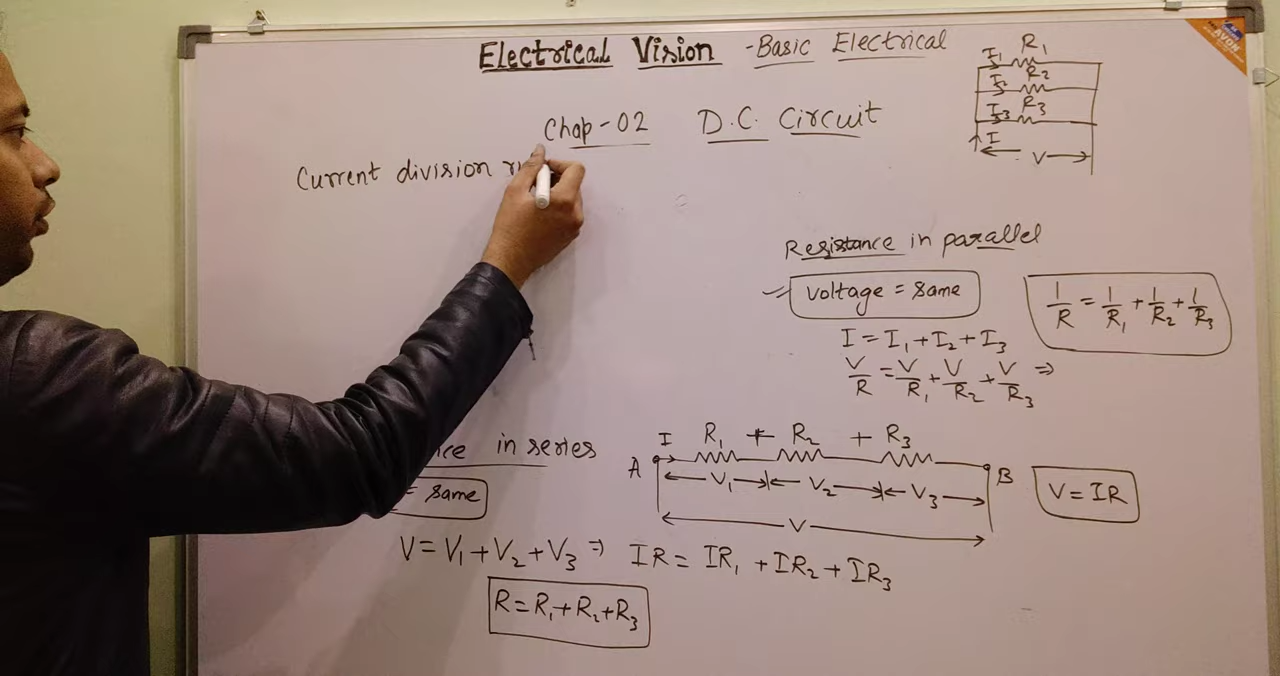 Electrical Vision - Basic Electrical
Chap-02 D.C. Circuit
Current division
I₁ R₁
I₂ R₂
I₃ R₃
I
V
Resistance in parallel
Voltage = same
I = I₁ + I₂ + I₃
V/R = V/R₁ + V/R₂ + V/R₃ ⇒
1/R = 1/R₁ + 1/R₂ + 1/R₃
in series
= same
A I R₁ + R₂ + R₃ B
V₁ V₂ V₃
V
V = IR
V = V₁ + V₂ + V₃ ⇒ IR = IR₁ + IR₂ + IR₃
R = R₁ + R₂ + R₃
AVON